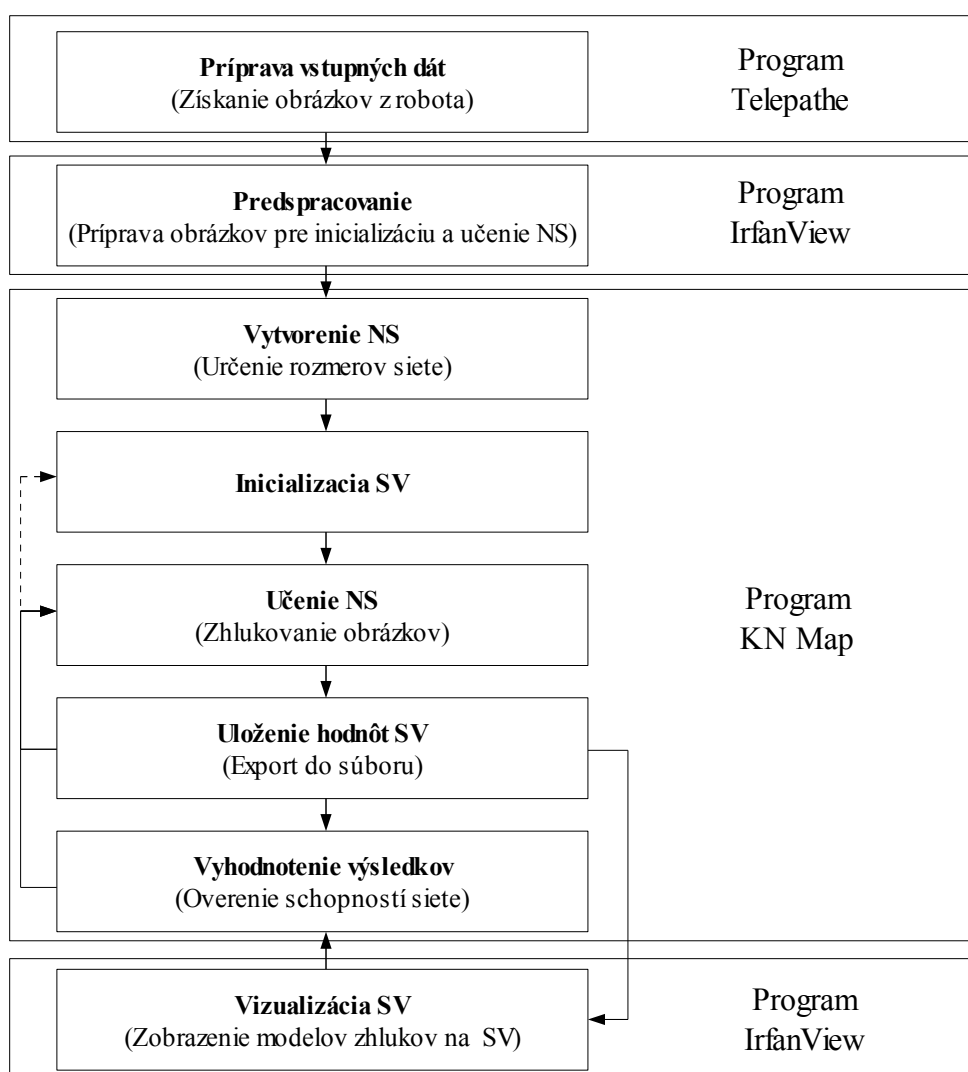 Príprava vstupných dát
(Získanie obrázkov z robota)
Program
Telepathe
Predspracovanie
(Príprava obrázkov pre inicializáciu a učenie NS)
Program
IrfanView
Vytvorenie NS
(Určenie rozmerov siete)
Inicializacia SV
Učenie NS
(Zhlukovanie obrázkov)
Program
KN Map
Uloženie hodnôt SV
(Export do súboru)
Vyhodnotenie výsledkov
(Overenie schopností siete)
Vizualizácia SV
(Zobrazenie modelov zhlukov na SV)
Program
IrfanView